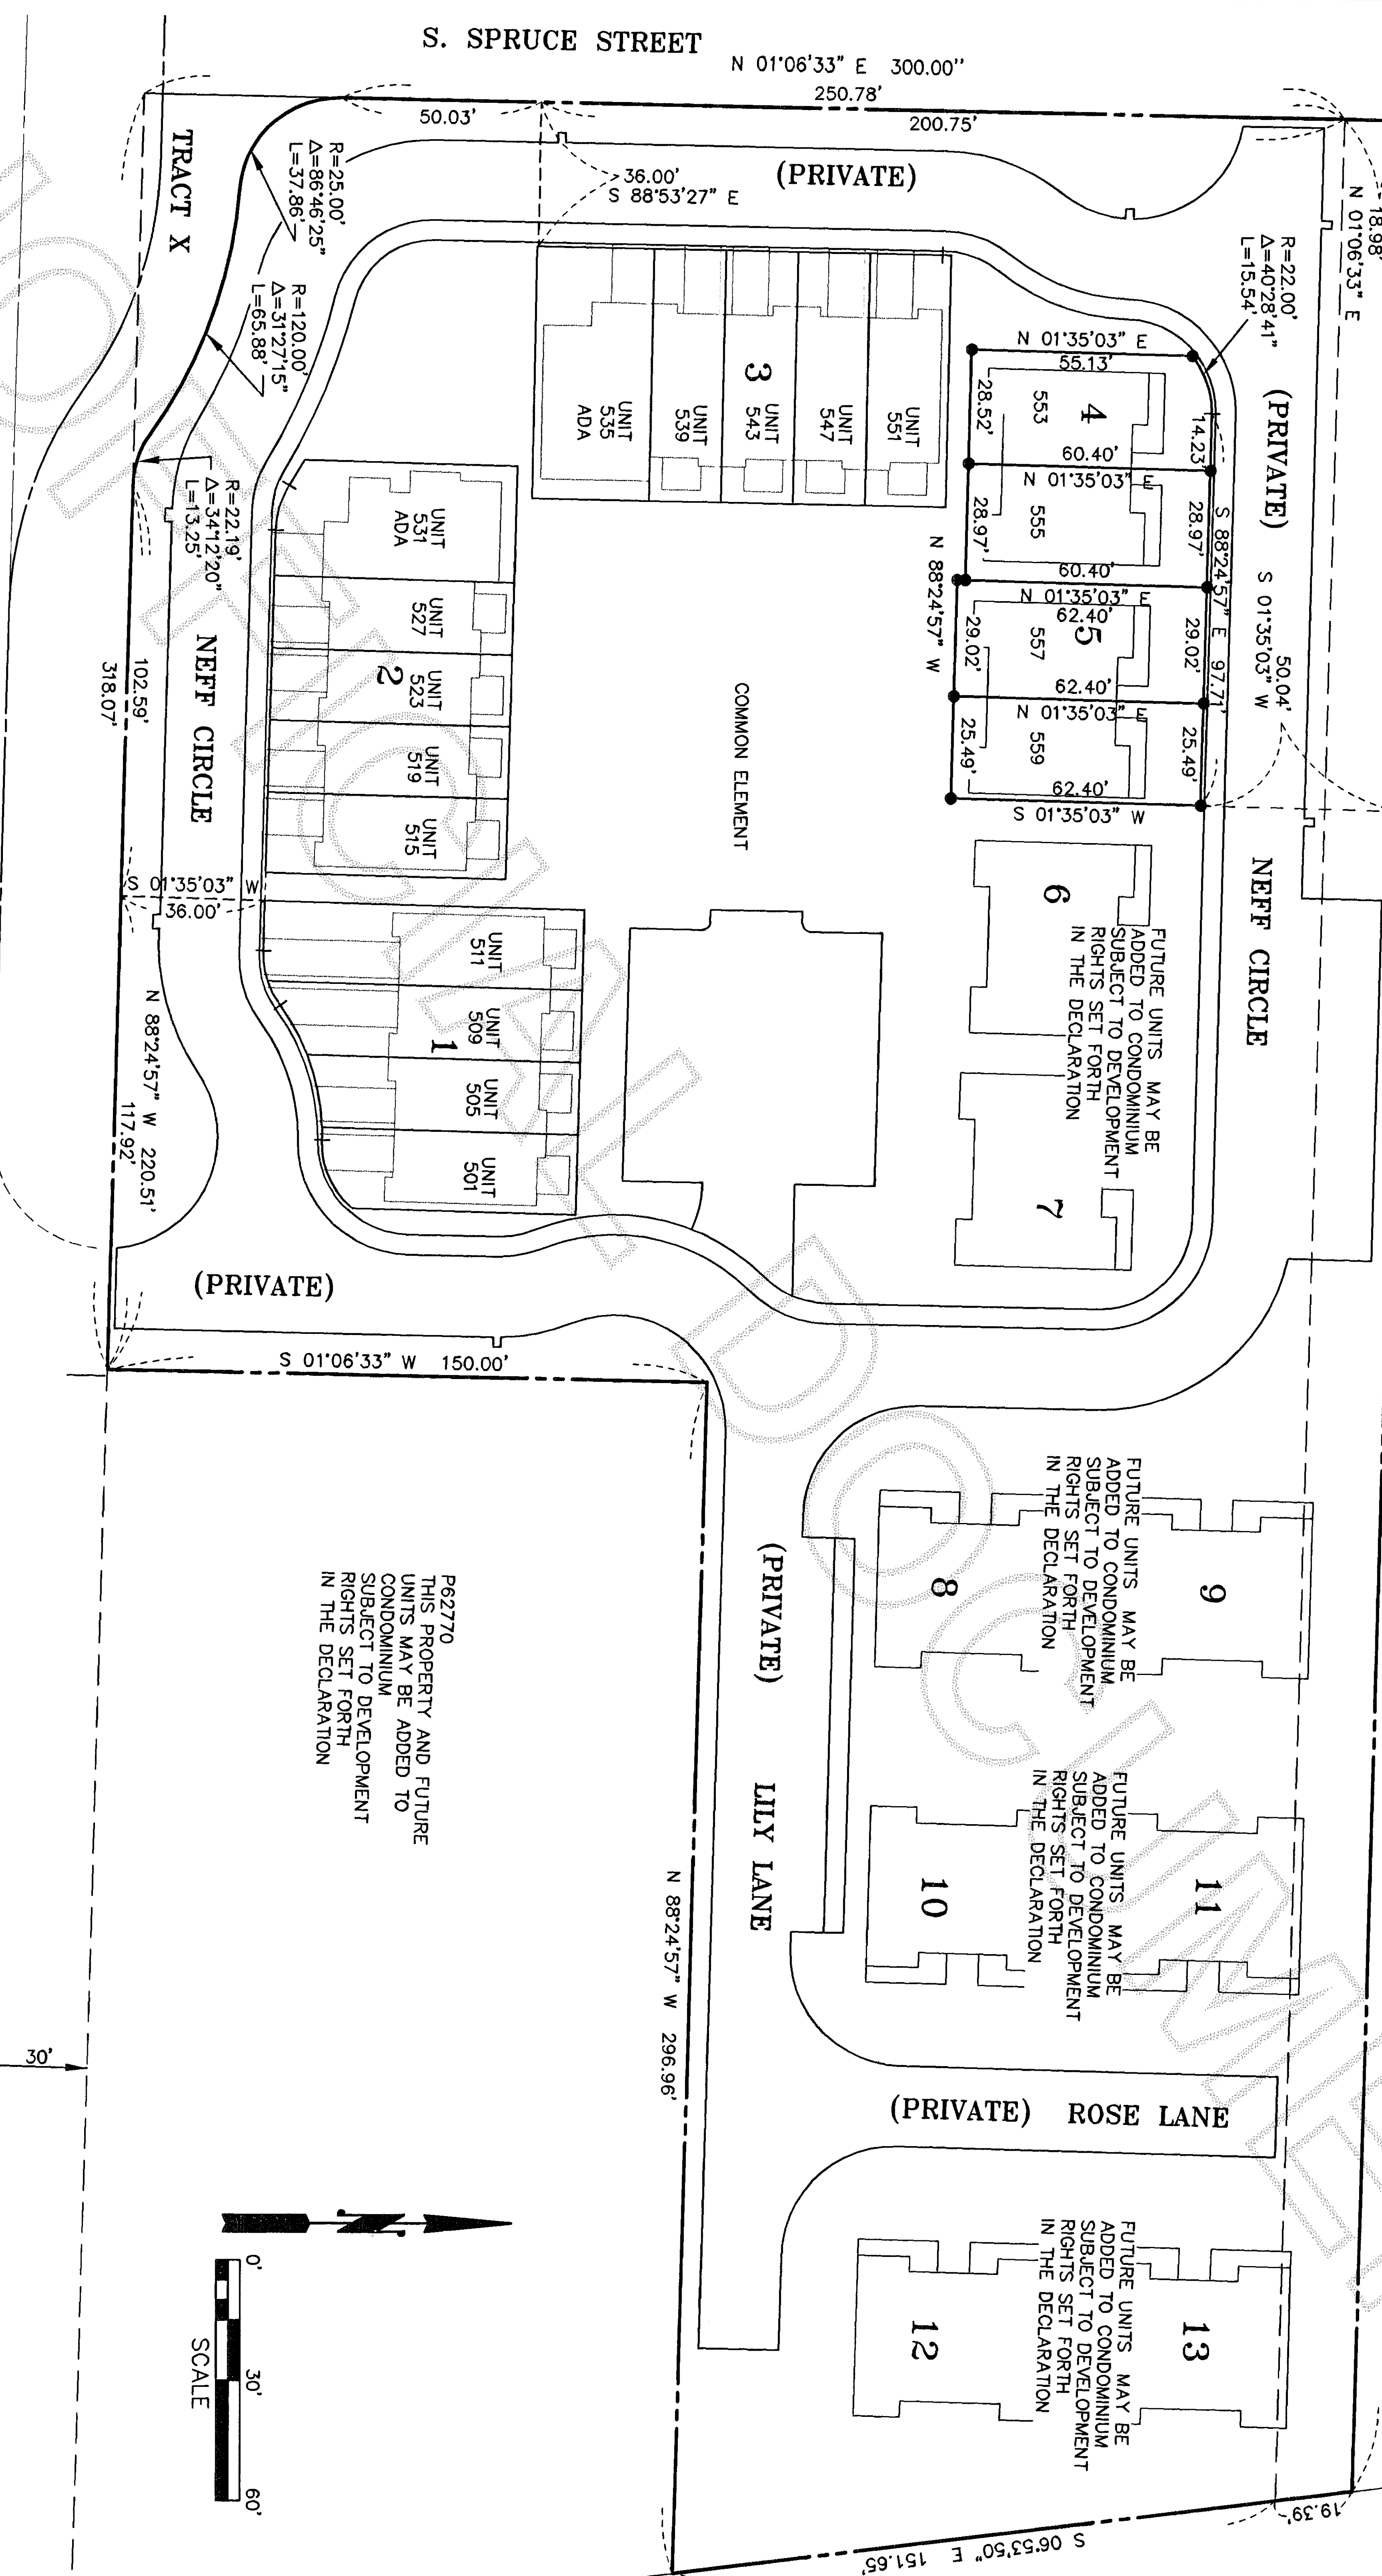 S. SPRUCE STREET
N 01°06'33" E 300.00''
250.78'
50.03'
200.75'
18.98'
N 01°06'33" E
TRACT X
R=25.00'
Δ=86°46'25"
L=37.86'
36.00'
S 88°53'27" E
(PRIVATE)
R=22.00'
Δ=40°28'41"
L=15.54'
R=120.00'
Δ=31°27'15"
L=65.88'
R=22.19'
Δ=34°12'20"
L=13.25'
3
UNIT
535
ADA
UNIT
539
UNIT
543
UNIT
547
UNIT
551
N 01°35'03" E
55.13'
4
553
28.52'
14.23'
60.40'
N 01°35'03" E
555
28.97'
28.97'
60.40'
N 01°35'03" E
62.40'
5
557
29.02'
29.02'
62.40'
N 01°35'03" E
559
25.49'
25.49'
62.40'
S 01°35'03" W
N 88°24'57" W
S 88°24'57" E 97.71'
(PRIVATE)
50.04'
S 01°35'03" W
NEFF CIRCLE
UNIT
531
ADA
UNIT
527
2
UNIT
523
UNIT
519
UNIT
515
NEFF CIRCLE
102.59'
318.07'
COMMON ELEMENT
S 01°35'03" W
36.00'
UNIT
511
UNIT
509
1
UNIT
505
UNIT
501
N 88°24'57" W 220.51'
117.92'
6
FUTURE UNITS MAY BE
ADDED TO CONDOMINIUM
SUBJECT TO DEVELOPMENT
RIGHTS SET FORTH
IN THE DECLARATION
7
(PRIVATE)
S 01°06'33" W 150.00'
P62770
THIS PROPERTY AND FUTURE
UNITS MAY BE ADDED TO
CONDOMINIUM
SUBJECT TO DEVELOPMENT
RIGHTS SET FORTH
IN THE DECLARATION
(PRIVATE) LILY LANE
FUTURE UNITS MAY BE
ADDED TO CONDOMINIUM
SUBJECT TO DEVELOPMENT
RIGHTS SET FORTH
IN THE DECLARATION
8
9
FUTURE UNITS MAY BE
ADDED TO CONDOMINIUM
SUBJECT TO DEVELOPMENT
RIGHTS SET FORTH
IN THE DECLARATION
10
11
N 88°24'57" W 296.96'
(PRIVATE) ROSE LANE
30'
FUTURE UNITS MAY BE
ADDED TO CONDOMINIUM
SUBJECT TO DEVELOPMENT
RIGHTS SET FORTH
IN THE DECLARATION
12
13
0' 30' 60'
SCALE
19.39'
S 06°53'50" E 151.65'
UNOFFICIAL DOCUMENT